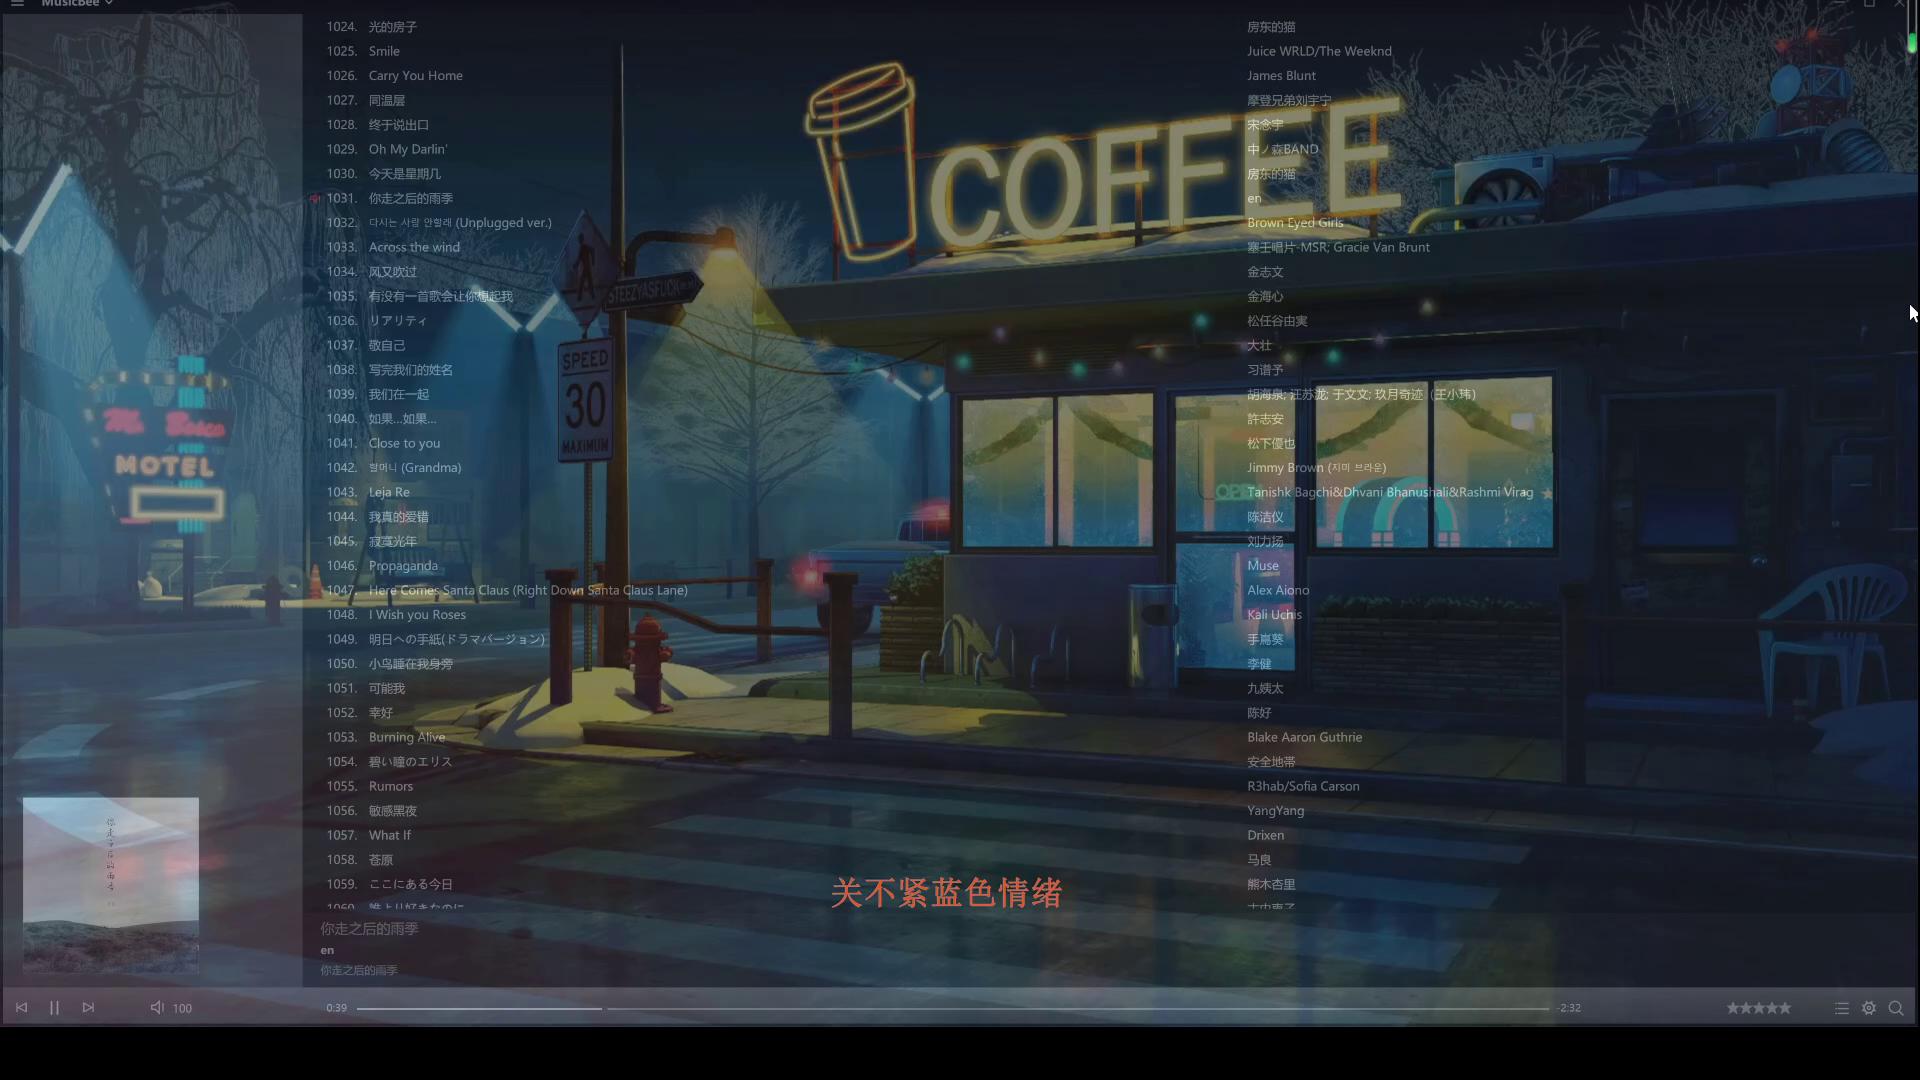 MusicBee
1024. 光的房子 房东的猫
1025. Smile Juice WRLD/The Weeknd
1026. Carry You Home James Blunt
1027. 同温层 摩登兄弟刘宇宁
1028. 终于说出口 宋念宇
1029. Oh My Darlin' 中ノ森BAND
1030. 今天是星期几 房东的猫
1031. 你走之后的雨季 en
1032. 다시는 사랑 안할래 (Unplugged ver.) Brown Eyed Girls
1033. Across the wind 塞壬唱片-MSR; Gracie Van Brunt
1034. 风又吹过 金志文
1035. 有没有一首歌会让你想起我 金海心
1036. リアリティ 松任谷由実
1037. 敬自己 大壮
1038. 写完我们的姓名 习谱予
1039. 我们在一起 胡海泉; 汪苏泷; 于文文; 玖月奇迹（王小玮）
1040. 如果...如果... 許志安
1041. Close to you 松下優也
1042. 할머니 (Grandma) Jimmy Brown (지미 브라운)
1043. Leja Re Tanishk Bagchi&Dhvani Bhanushali&Rashmi Virag
1044. 我真的爱错 陈洁仪
1045. 寂寞光年 刘力扬
1046. Propaganda Muse
1047. Here Comes Santa Claus (Right Down Santa Claus Lane) Alex Aiono
1048. I Wish you Roses Kali Uchis
1049. 明日への手紙(ドラマバージョン) 手嶌葵
1050. 小鸟睡在我身旁 李健
1051. 可能我 九姨太
1052. 幸好 陈好
1053. Burning Alive Blake Aaron Guthrie
1054. 碧い瞳のエリス 安全地帯
1055. Rumors R3hab/Sofia Carson
1056. 敏感黑夜 YangYang
1057. What If Drixen
1058. 苍原 马良
1059. ここにある今日 熊木杏里
COFFEE
STEEZYASFUCK
SPEED
30
MAXIMUM
OPEN
MOTEL
你走之后的雨季
关不紧蓝色情绪
你走之后的雨季
en
你走之后的雨季
100
0:39
-2:32